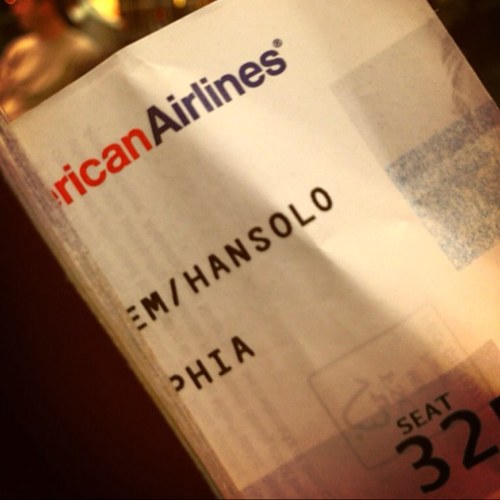 ricanAirlines®
EM/HANSOLO
PHIA
SEAT
32